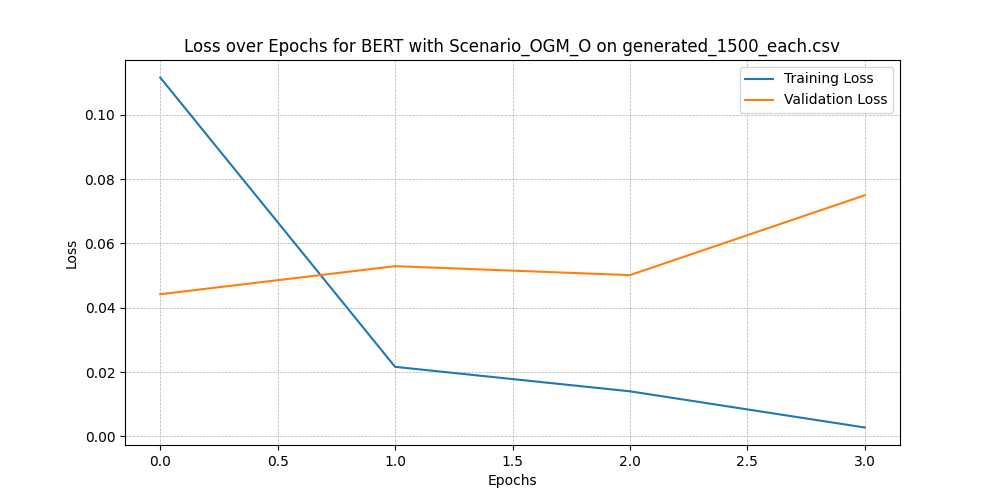 Loss over Epochs for BERT with Scenario_OGM_O on generated_1500_each.csv
Training Loss
Validation Loss
Loss
0.10
0.08
0.06
0.04
0.02
0.00
0.0 0.5 1.0 1.5 2.0 2.5 3.0
Epochs